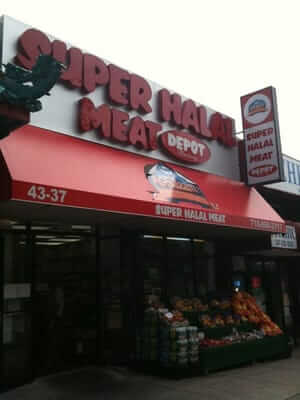 SUPER HALAL
MEAT DEPOT
SUPER
HALAL
MEAT
DEPOT
43-37
SUPER HALAL MEAT